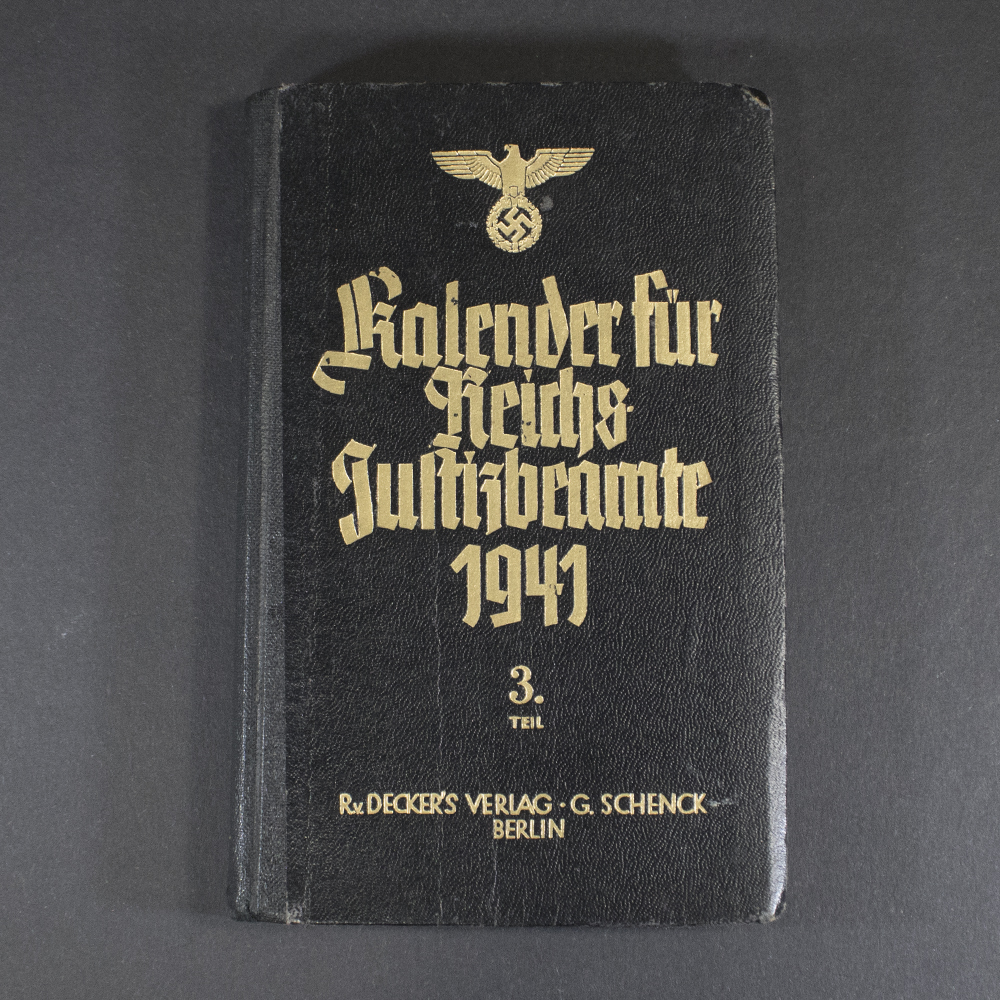 Kalender für
Reichs-
Justizbeamte
1941
3.
TEIL
R.v. DECKER'S VERLAG · G. SCHENCK
BERLIN